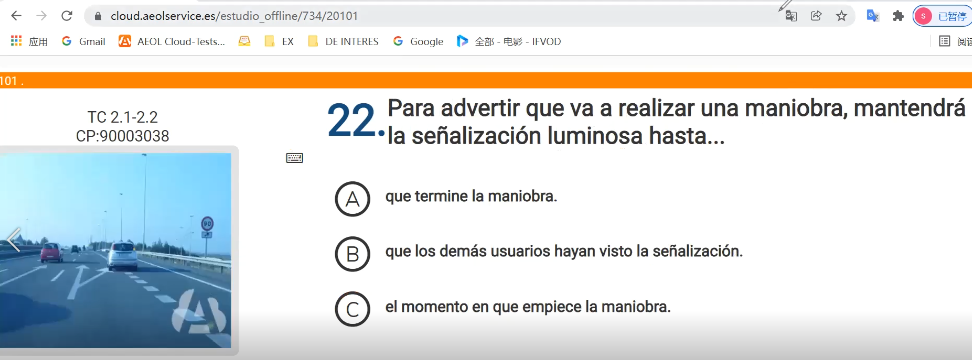 cloud.aeolservice.es/estudio_offline/734/20101
S 已暂停
应用 Gmail AEOL Cloud-Tests... EX DE INTERES Google 全部 - 电影 - IFVOD
101 .
TC 2.1-2.2
CP:90003038
22. Para advertir que va a realizar una maniobra, mantendrá
la señalización luminosa hasta...
A que termine la maniobra.
90
B que los demás usuarios hayan visto la señalización.
C el momento en que empiece la maniobra.